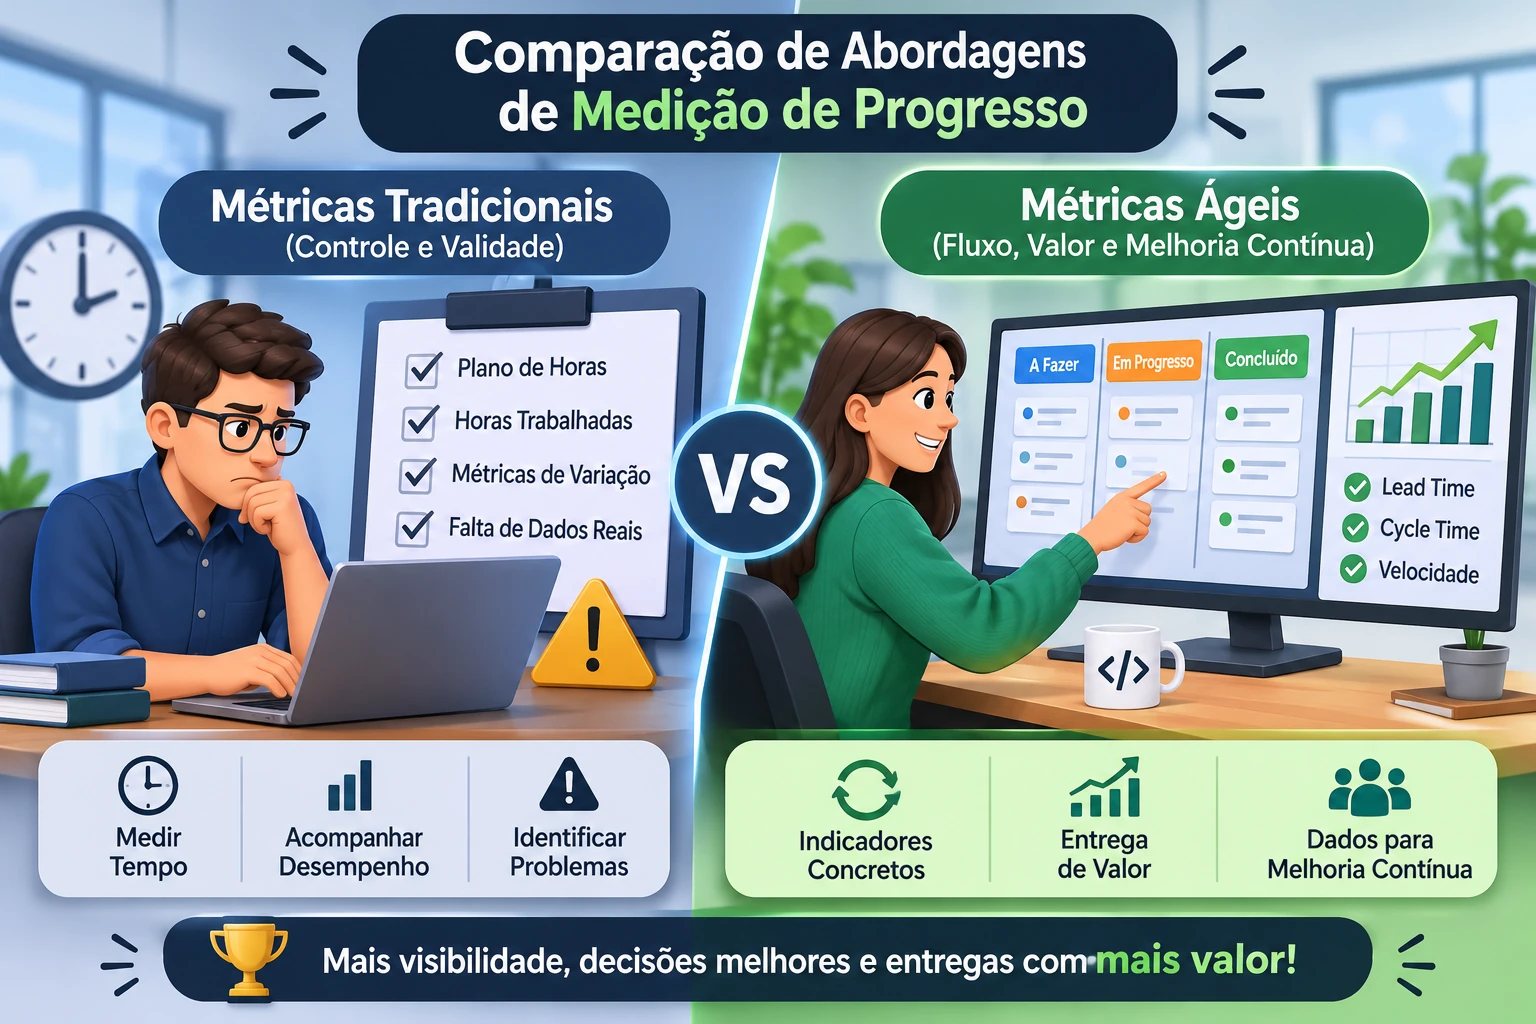 Comparação de Abordagens
de Medição de Progresso
Métricas Tradicionais
(Controle e Validade)
Plano de Horas
Horas Trabalhadas
Métricas de Variação
Falta de Dados Reais
Medir
Tempo
Acompanhar
Desempenho
Identificar
Problemas
VS
Métricas Ágeis
(Fluxo, Valor e Melhoria Contínua)
A Fazer
Em Progresso
Concluído
Lead Time
Cycle Time
Velocidade
</>
Indicadores
Concretos
Entrega
de Valor
Dados para
Melhoria Contínua
Mais visibilidade, decisões melhores e entregas com mais valor!